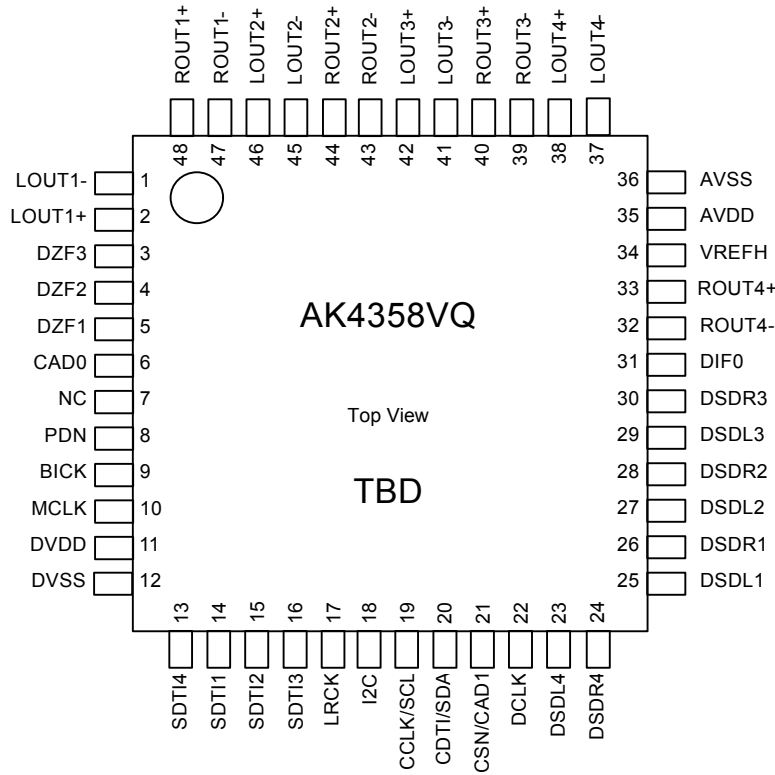 ROUT1+
ROUT1-
LOUT2+
LOUT2-
ROUT2+
ROUT2-
LOUT3+
LOUT3-
ROUT3+
ROUT3-
LOUT4+
LOUT4-
48
47
46
45
44
43
42
41
40
39
38
37
LOUT1- 1
LOUT1+ 2
DZF3 3
DZF2 4
DZF1 5
CAD0 6
NC 7
PDN 8
BICK 9
MCLK 10
DVDD 11
DVSS 12
AK4358VQ
Top View
TBD
36 AVSS
35 AVDD
34 VREFH
33 ROUT4+
32 ROUT4-
31 DIF0
30 DSDR3
29 DSDL3
28 DSDR2
27 DSDL2
26 DSDR1
25 DSDL1
13
14
15
16
17
18
19
20
21
22
23
24
SDTI4
SDTI1
SDTI2
SDTI3
LRCK
I2C
CCLK/SCL
CDTI/SDA
CSN/CAD1
DCLK
DSDL4
DSDR4